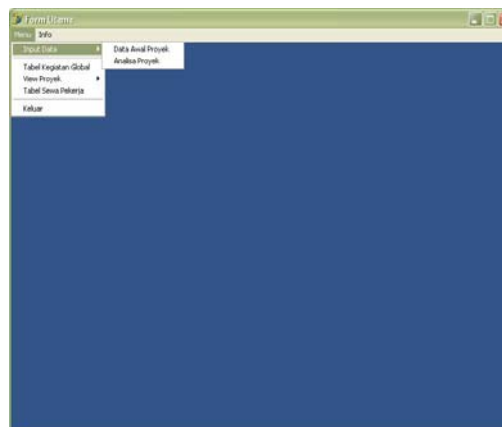 Form Utama
Menu Info
Input Data
Data Awal Proyek
Analisa Proyek
Tabel Kegiatan Global
View Proyek
Tabel Sewa Pekerja
Keluar